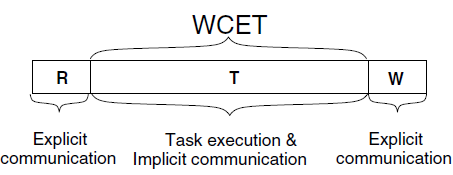 WCET
R T W
Explicit communication
Task execution & Implicit communication
Explicit communication